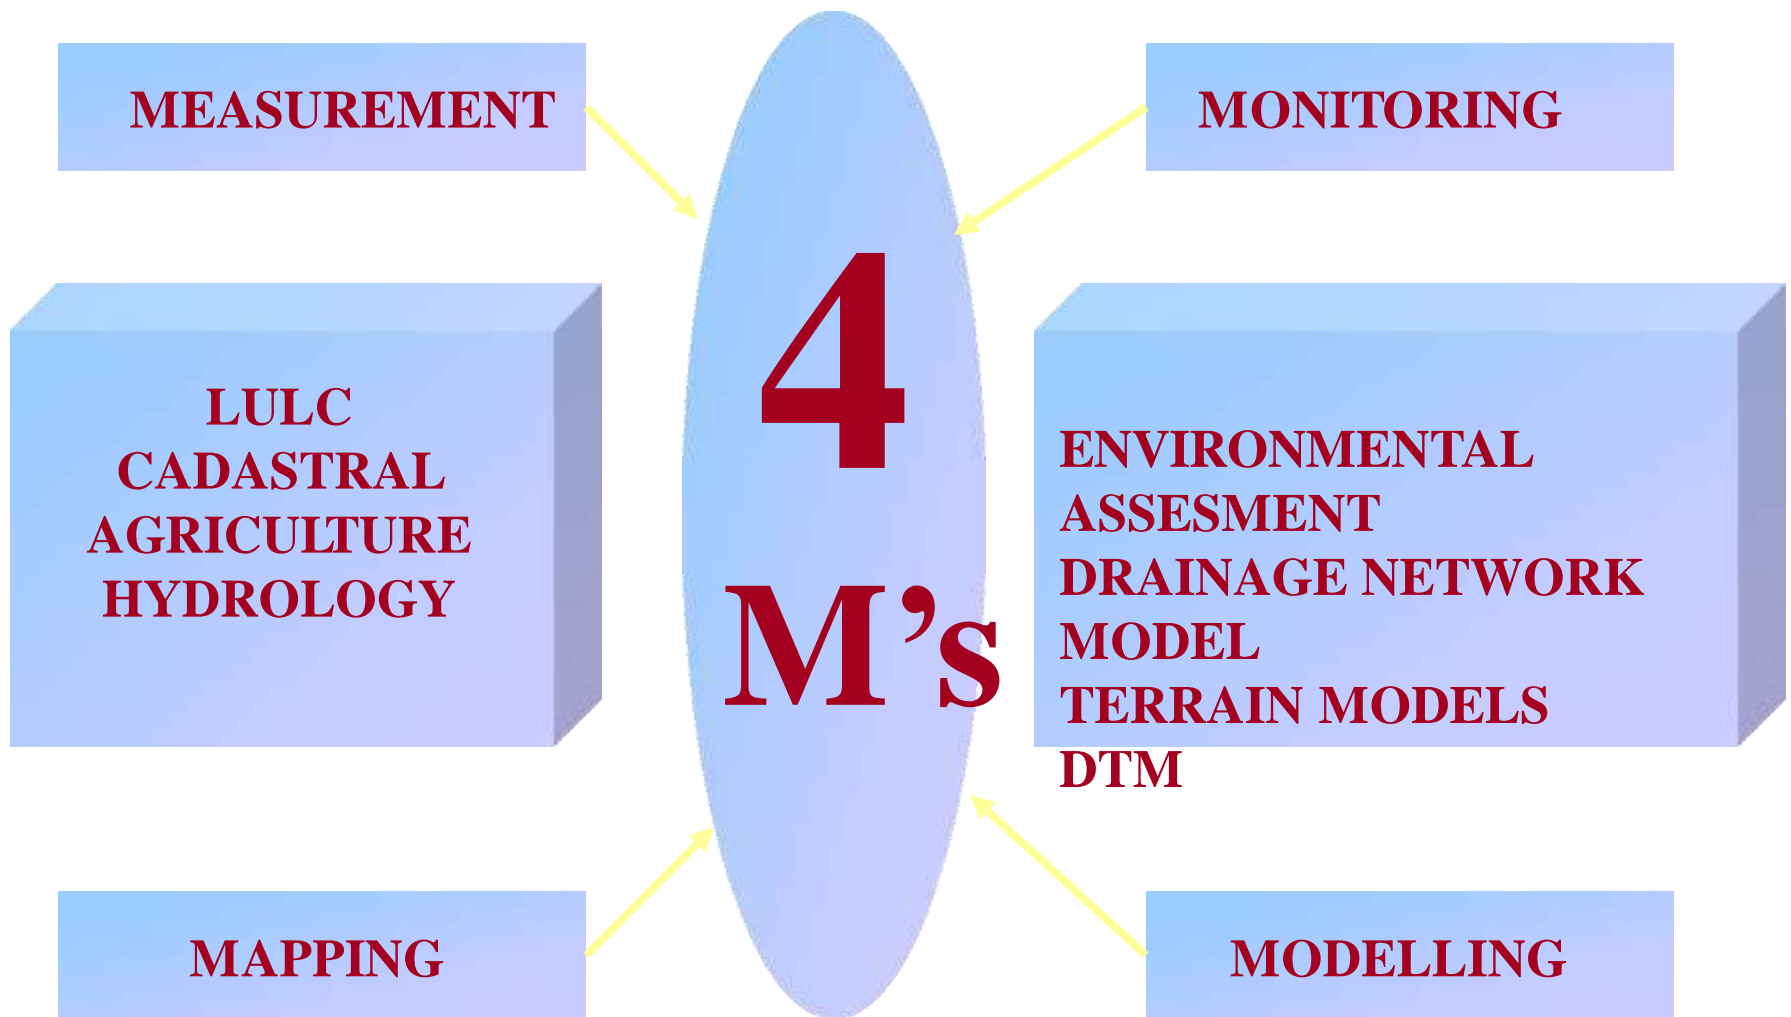 MEASUREMENT
MONITORING
4
M’s
LULC
CADASTRAL
AGRICULTURE
HYDROLOGY
ENVIRONMENTAL
ASSESMENT
DRAINAGE NETWORK
MODEL
TERRAIN MODELS
DTM
MAPPING
MODELLING